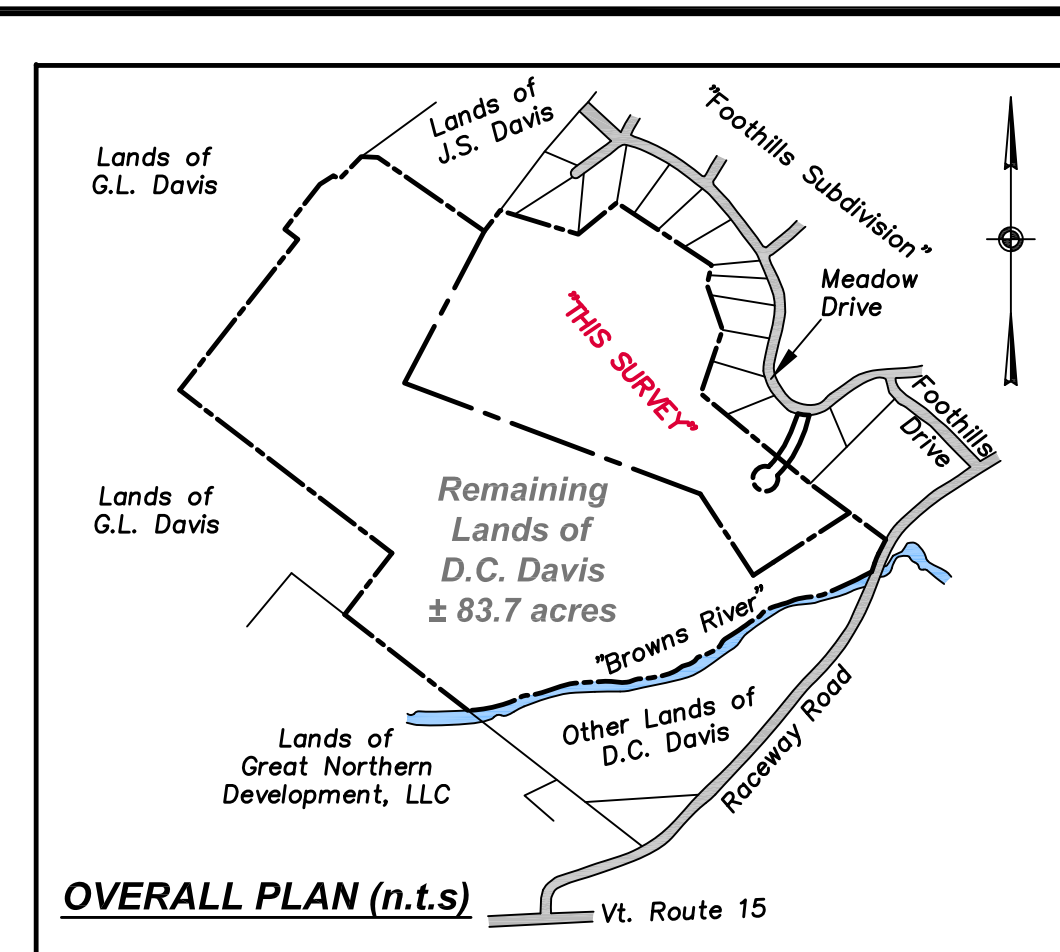 Lands of
G.L. Davis
Lands of
J.S. Davis
"Foothills Subdivision"
Meadow
Drive
"THIS SURVEY"
Foothills
Drive
Lands of
G.L. Davis
Remaining
Lands of
D.C. Davis
± 83.7 acres
"Browns River"
Other Lands of
D.C. Davis
Raceway Road
Lands of
Great Northern
Development, LLC
OVERALL PLAN (n.t.s)
Vt. Route 15